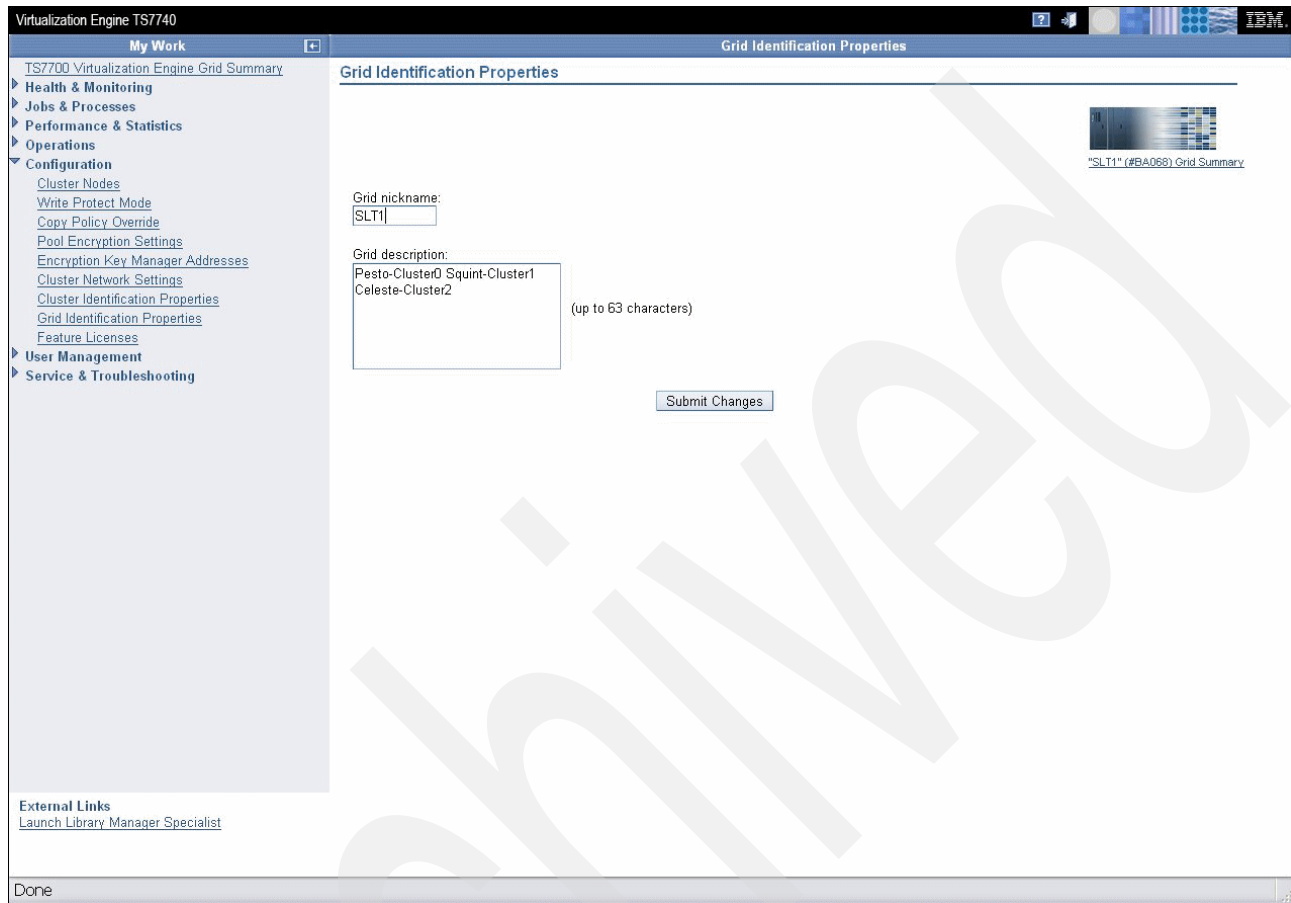 Virtualization Engine TS7740
? IBM.
My Work
Grid Identification Properties
TS7700 Virtualization Engine Grid Summary
Health & Monitoring
Jobs & Processes
Performance & Statistics
Operations
Configuration
Cluster Nodes
Write Protect Mode
Copy Policy Override
Pool Encryption Settings
Encryption Key Manager Addresses
Cluster Network Settings
Cluster Identification Properties
Grid Identification Properties
Feature Licenses
User Management
Service & Troubleshooting
External Links
Launch Library Manager Specialist
Grid Identification Properties
"SLT1" (#BA068) Grid Summary
Grid nickname:
SLT1
Grid description:
Pesto-Cluster0 Squint-Cluster1
Celeste-Cluster2
(up to 63 characters)
Submit Changes
Done
hived